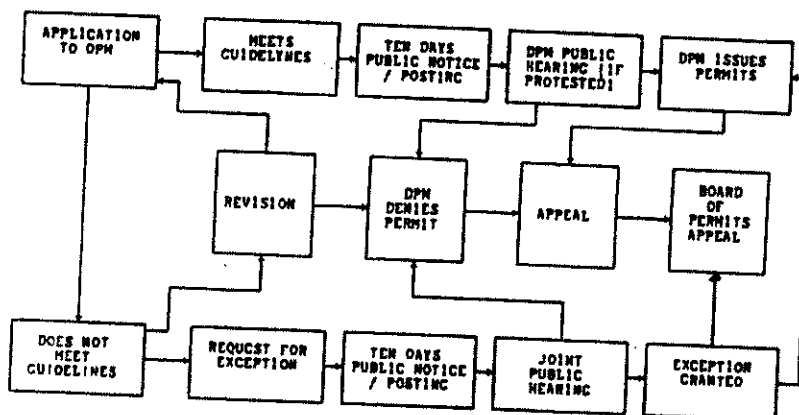 APPLICATION
TO DPM
MEETS
GUIDELYNES
TEN DAYS
PUBLIC NOTICE
/ POSTING
DPM PUBLIC
HEARING (IF
PROTESTED)
DPM ISSUES
PERMITS
REVISION
DPM
DENIES
PERMIT
APPEAL
BOARD
OF
PERMITS
APPEAL
DOES NOT
MEET
GUIDELINES
REQUEST FOR
EXCEPTION
TEN DAYS
PUBLIC NOTICE
/ POSTING
JOINT
PUBLIC
HEARING
EXCEPTION
GRANTED